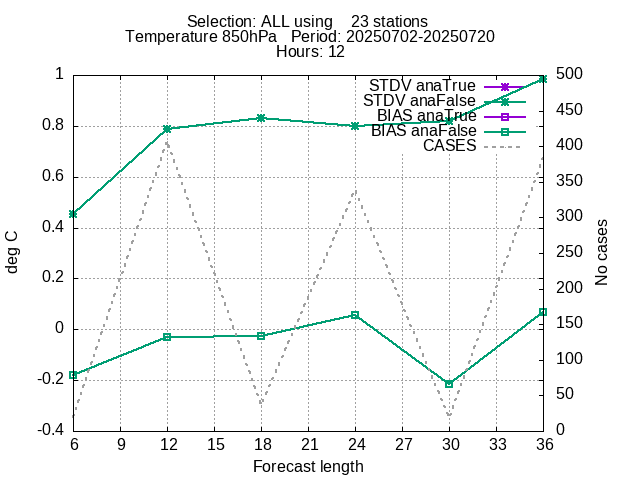 Selection: ALL using    23 stations
Temperature 850hPa   Period: 20250702-20250720
Hours: 12
1
0.8
0.6
0.4
0.2
0
-0.2
-0.4
deg C
500
450
400
350
300
250
200
150
100
50
0
No cases
STDV anaTrue
STDV anaFalse
BIAS anaTrue
BIAS anaFalse
CASES
6 9 12 15 18 21 24 27 30 33 36
Forecast length